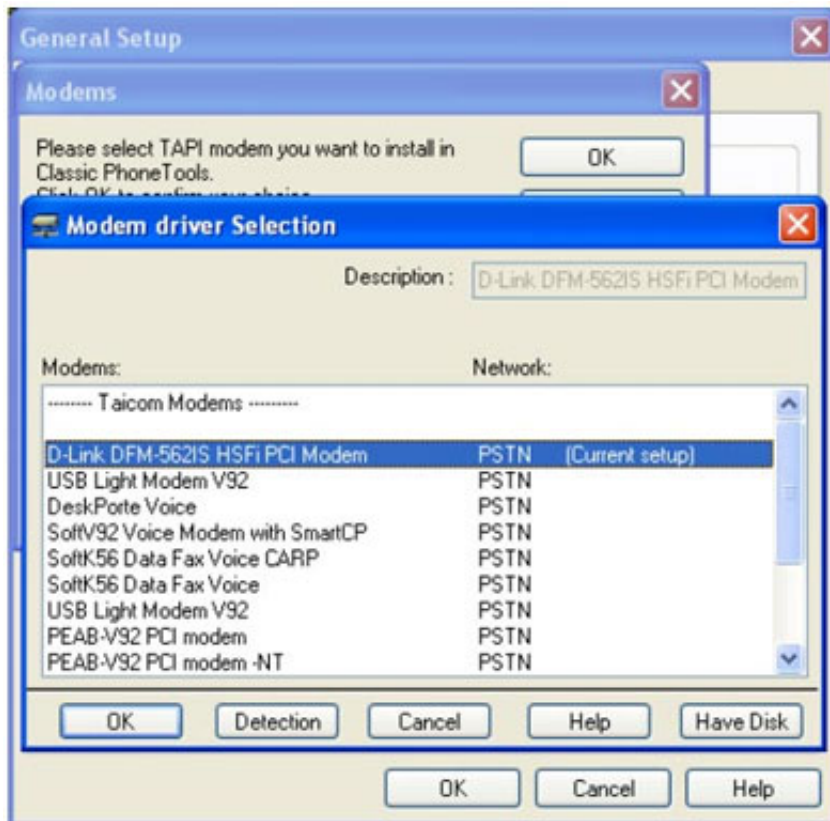 General Setup
Modems
Please select TAPI modem you want to install in
Classic PhoneTools.
OK
Modem driver Selection
Description : D-Link DFM-562IS HSFi PCI Modem
Modems: Network:
-------- Taicom Modems ---------
D-Link DFM-562IS HSFi PCI Modem PSTN (Current setup)
USB Light Modem V92 PSTN
DeskPorte Voice PSTN
SoftV92 Voice Modem with SmartCP PSTN
SoftK56 Data Fax Voice CARP PSTN
SoftK56 Data Fax Voice PSTN
USB Light Modem V92 PSTN
PEAB-V92 PCI modem PSTN
PEAB-V92 PCI modem -NT PSTN
OK Detection Cancel Help Have Disk
OK Cancel Help